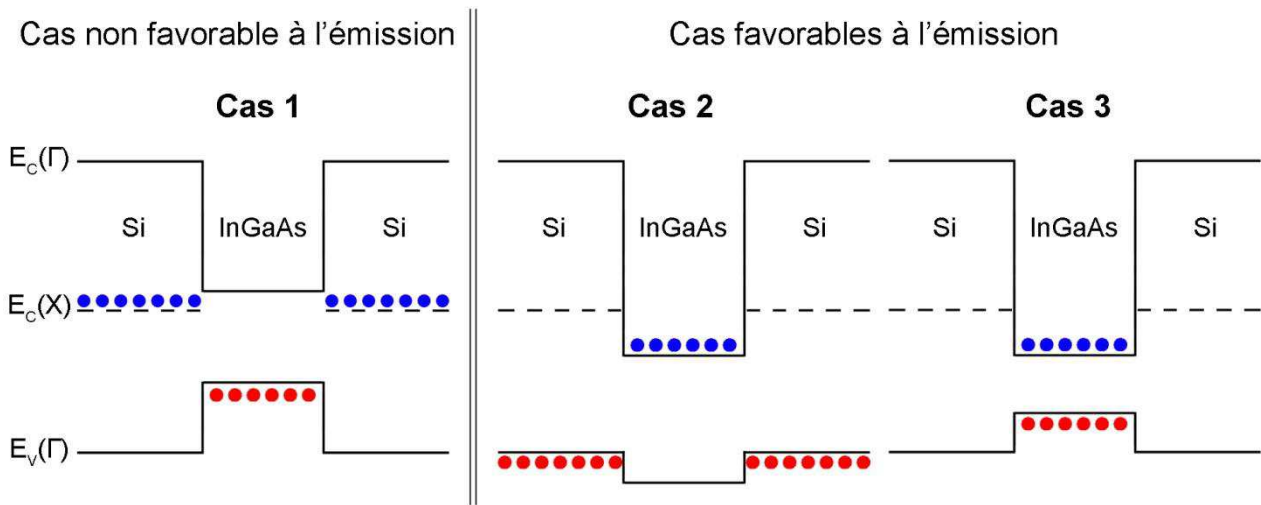 Cas non favorable à l'émission
Cas favorables à l'émission
Cas 1
Cas 2
Cas 3
E_C(Γ)
Si
InGaAs
Si
Si
InGaAs
Si
Si
InGaAs
Si
E_C(X)
E_V(Γ)